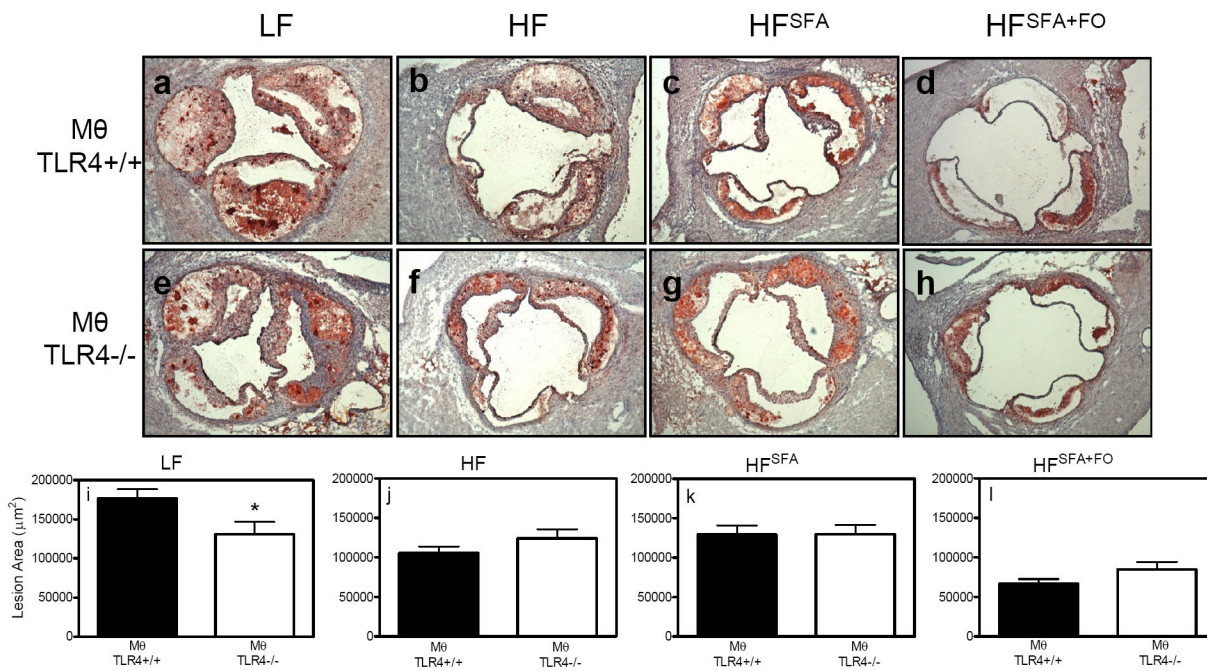 LF HF HF^SFA HF^SFA+FO
Mθ
TLR4+/+
a b c d
Mθ
TLR4-/-
e f g h
LF HF HF^SFA HF^SFA+FO
i j k l
Lesion Area (μm²)
200000 200000 200000 200000
150000 150000 150000 150000
100000 100000 100000 100000
50000 50000 50000 50000
0 0 0 0
*
Mθ Mθ Mθ Mθ Mθ Mθ Mθ Mθ
TLR4+/+ TLR4-/- TLR4+/+ TLR4-/- TLR4+/+ TLR4-/- TLR4+/+ TLR4-/-